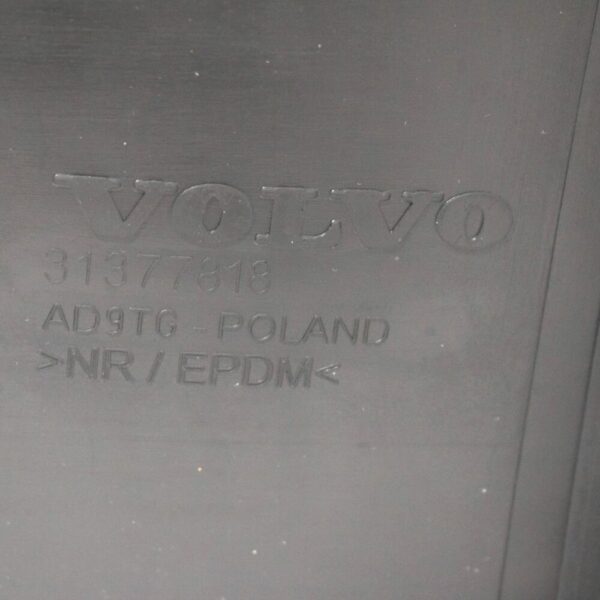 VOLVO
31377818
AD9TG - POLAND
>NR / EPDM<